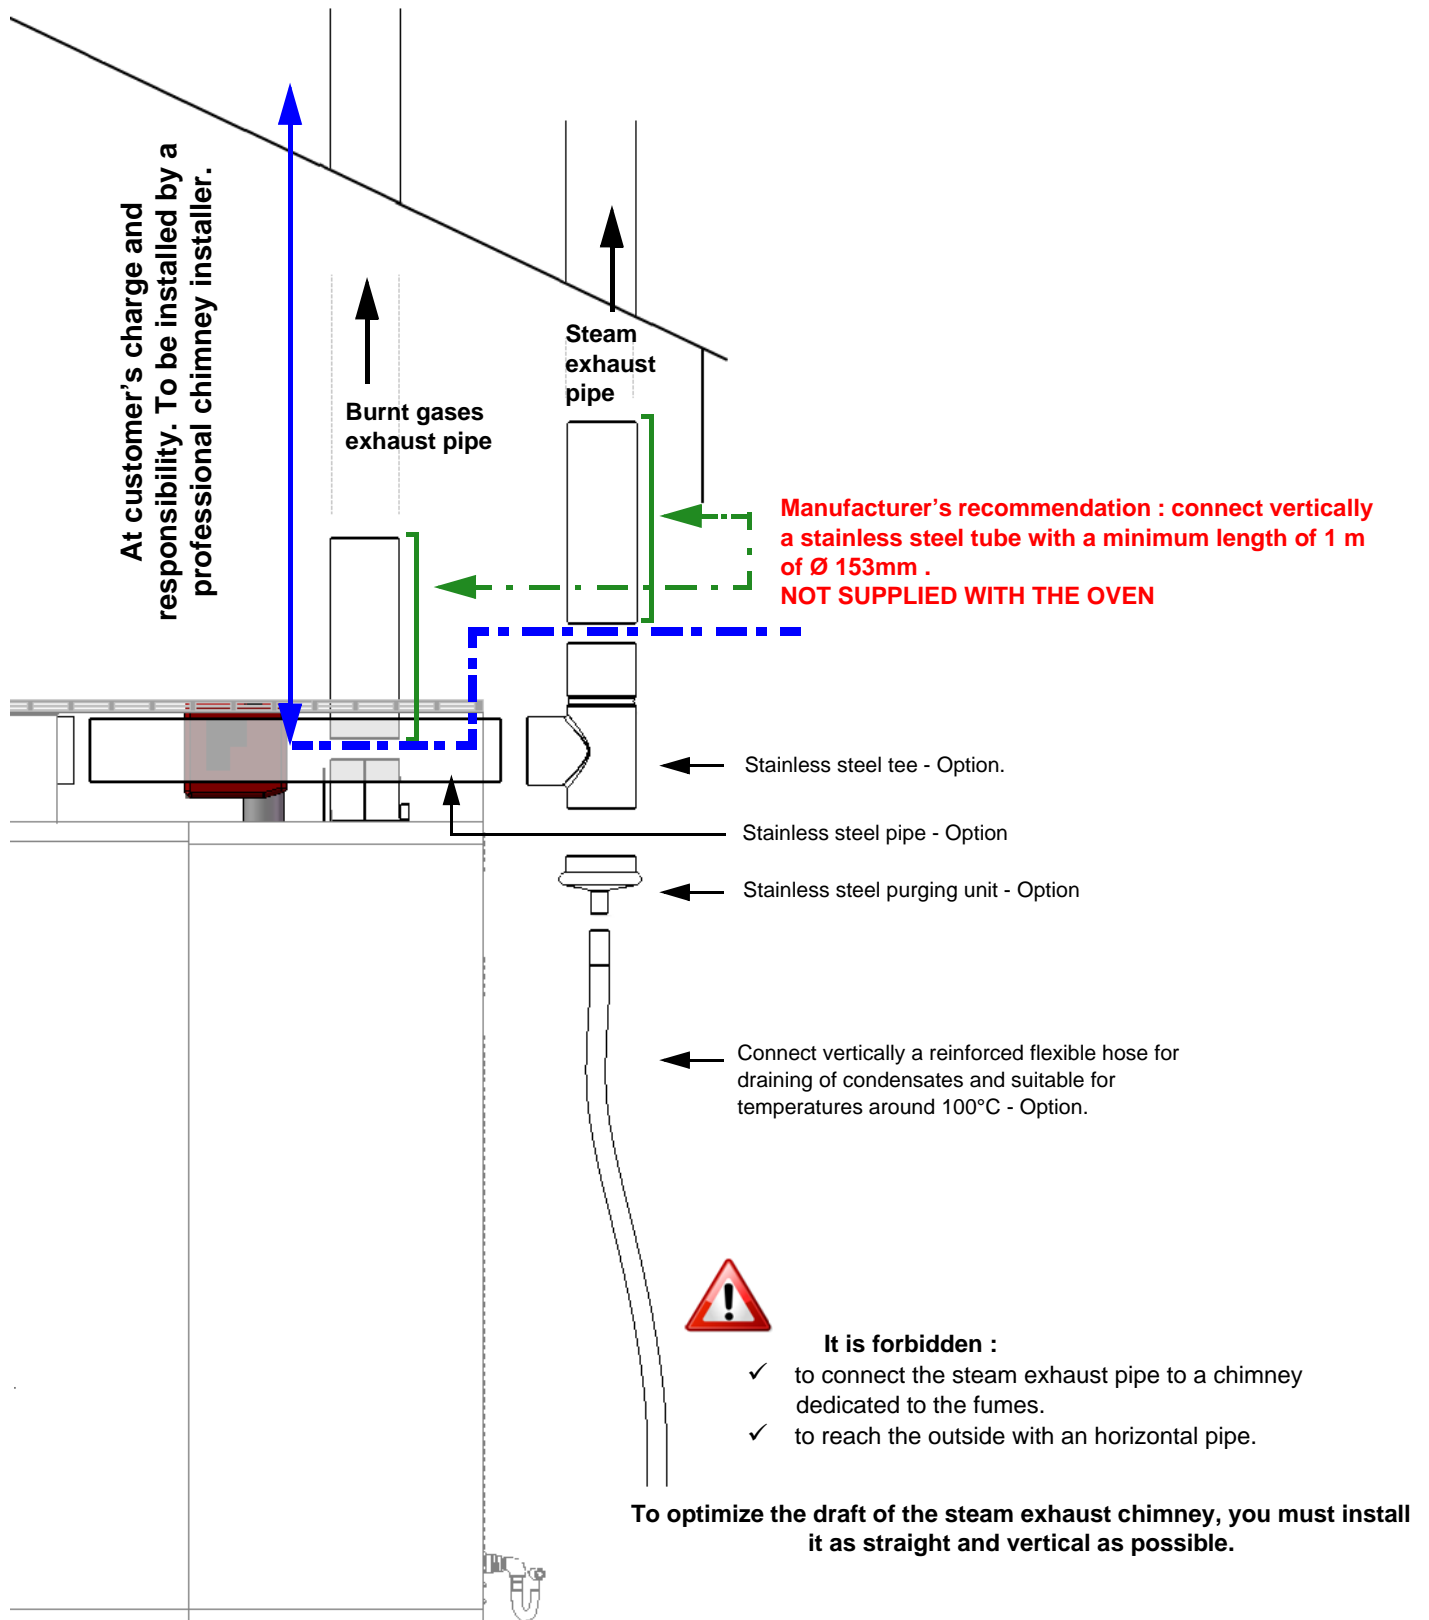 At customer’s charge and
responsibility. To be installed by a
professional chimney installer.
Steam
exhaust
pipe
Burnt gases
exhaust pipe
Manufacturer’s recommendation : connect vertically
a stainless steel tube with a minimum length of 1 m
of Ø 153mm .
NOT SUPPLIED WITH THE OVEN
Stainless steel tee - Option.
Stainless steel pipe - Option
Stainless steel purging unit - Option
Connect vertically a reinforced flexible hose for
draining of condensates and suitable for
temperatures around 100°C - Option.
It is forbidden :
✓ to connect the steam exhaust pipe to a chimney
dedicated to the fumes.
✓ to reach the outside with an horizontal pipe.
To optimize the draft of the steam exhaust chimney, you must install
it as straight and vertical as possible.